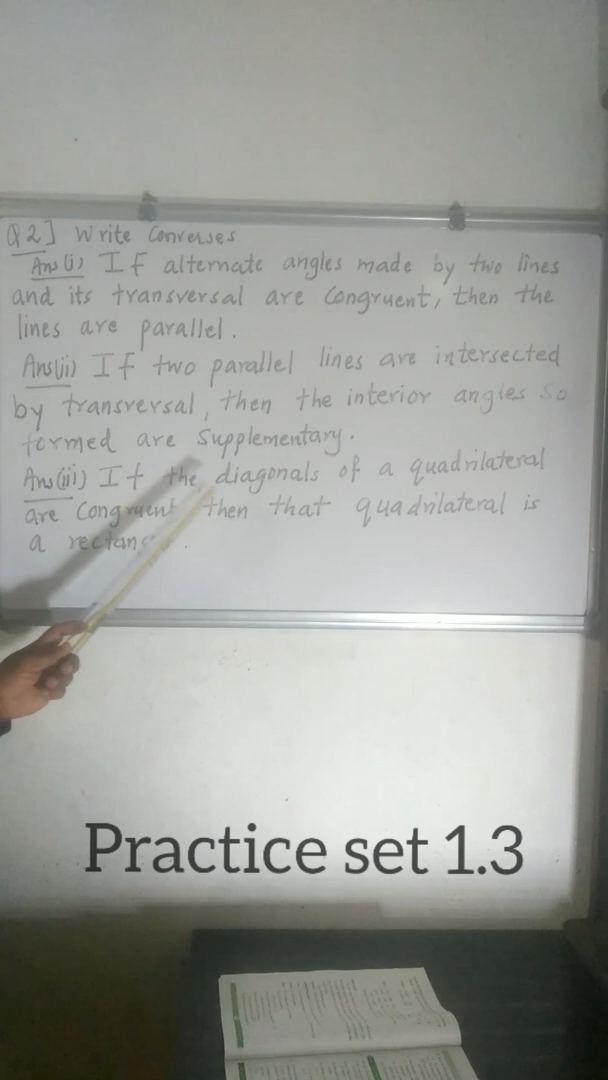 Q2] Write Converses
Ans(i) If alternate angles made by two lines
and its transversal are congruent, then the
lines are parallel.
Ans(ii) If two parallel lines are intersected
by transversal, then the interior angles so
formed are supplementary.
Ans(iii) If the diagonals of a quadrilateral
are congruent then that quadrilateral is
a
Practice set 1.3